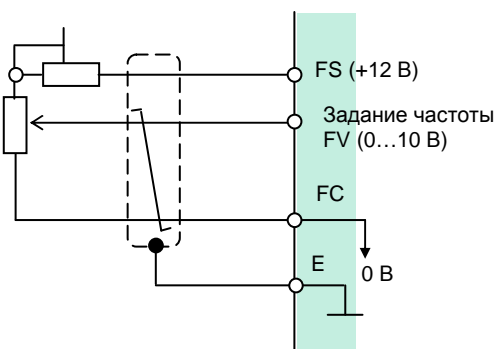 FS (+12 В)
Задание частоты
FV (0…10 В)
FC
E
0 В